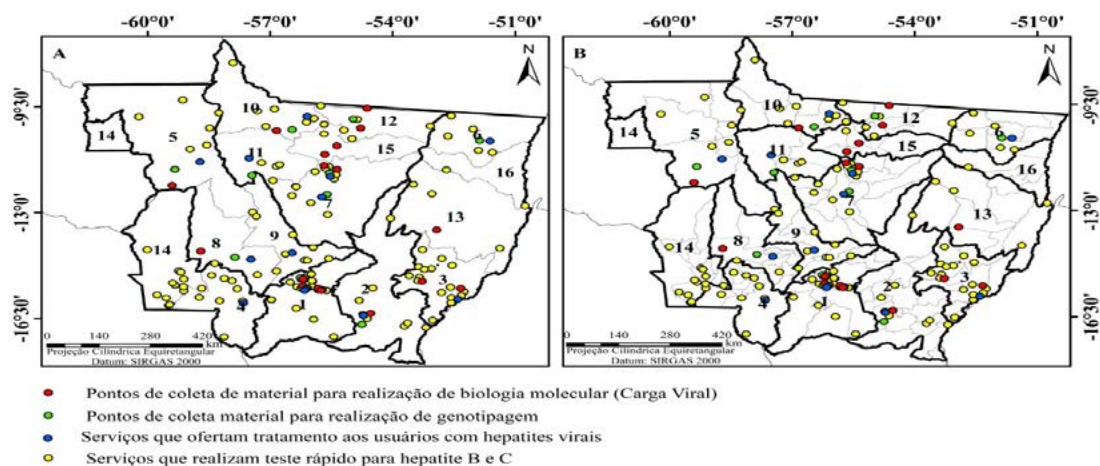 -60°0' -57°0' -54°0' -51°0' -60°0' -57°0' -54°0' -51°0'
A N B N
-9°30' -9°30'
10 12 10 12
14 5 6 14 5 6
11 15 16 11 15 16
-13°0' 7 13 -13°0' 7 13
14 8 9 14 8 9
4 1 2 3 4 1 2 3
-16°30' -16°30'
0 140 280 420 km 0 140 280 420 km
Projeção Cilíndrica Equiretangular Projeção Cilíndrica Equiretangular
Datum: SIRGAS 2000 Datum: SIRGAS 2000
Pontos de coleta de material para realização de biologia molecular (Carga Viral)
Pontos de coleta material para realização de genotipagem
Serviços que ofertam tratamento aos usuários com hepatites virais
Serviços que realizam teste rápido para hepatite B e C